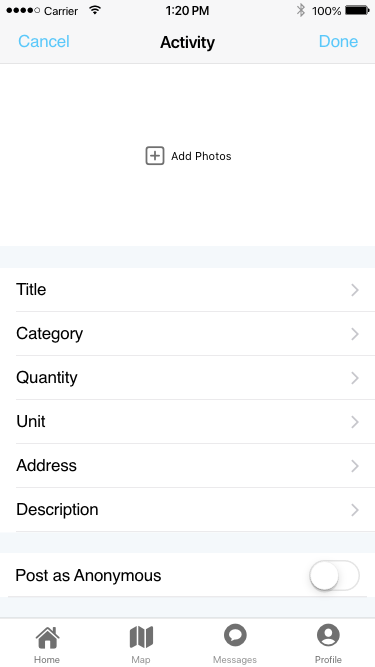 Carrier 1:20 PM 100%
Cancel Activity Done
Add Photos
Title
Category
Quantity
Unit
Address
Description
Post as Anonymous
Home Map Messages Profile